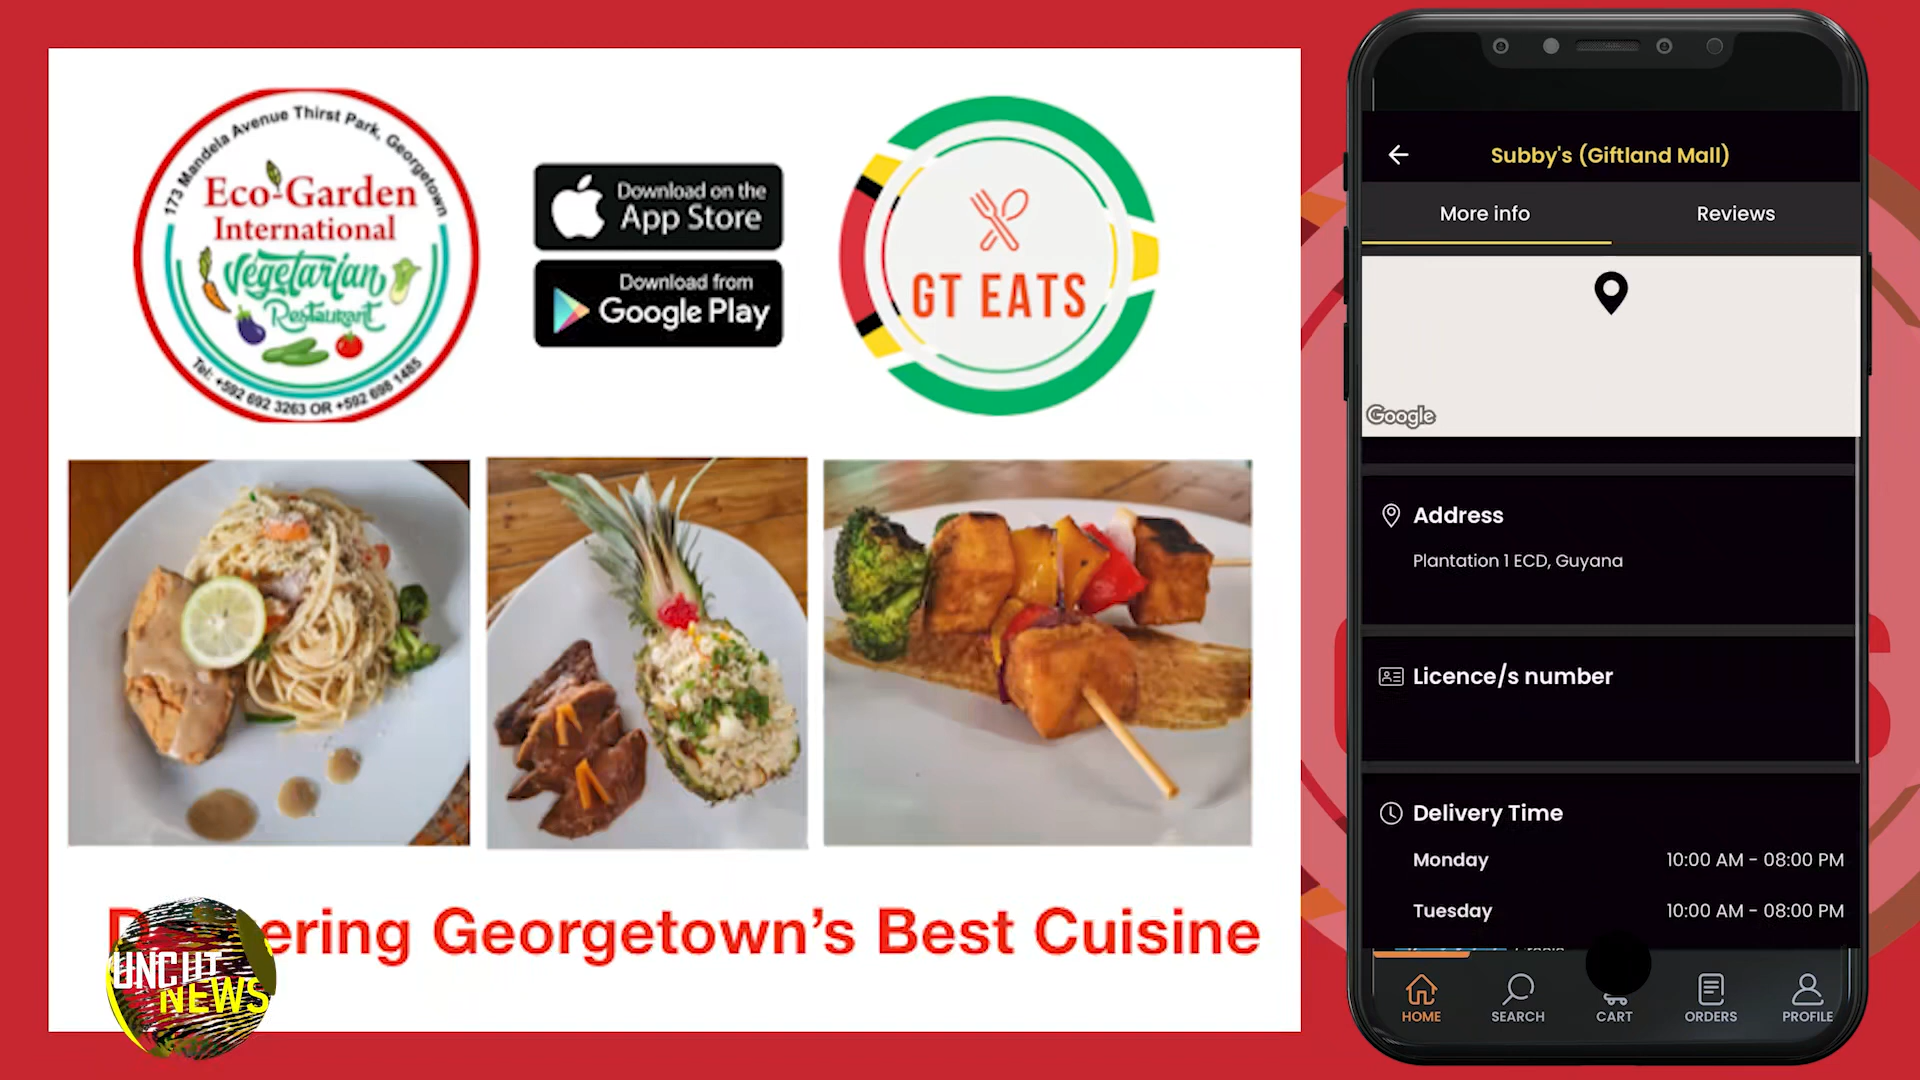 173 Mandela Avenue Thirst Park, Georgetown
Eco-Garden
International
Vegetarian
Restaurant
Tel: +592 692 3263 OR +592 698 1485
Download on the
App Store
Download from
Google Play
GT EATS
ering Georgetown's Best Cuisine
UNCUT
NEWS
Subby's (Giftland Mall)
More info
Reviews
Google
Address
Plantation 1 ECD, Guyana
Licence/s number
Delivery Time
Monday
10:00 AM - 08:00 PM
Tuesday
10:00 AM - 08:00 PM
HOME
SEARCH
CART
ORDERS
PROFILE